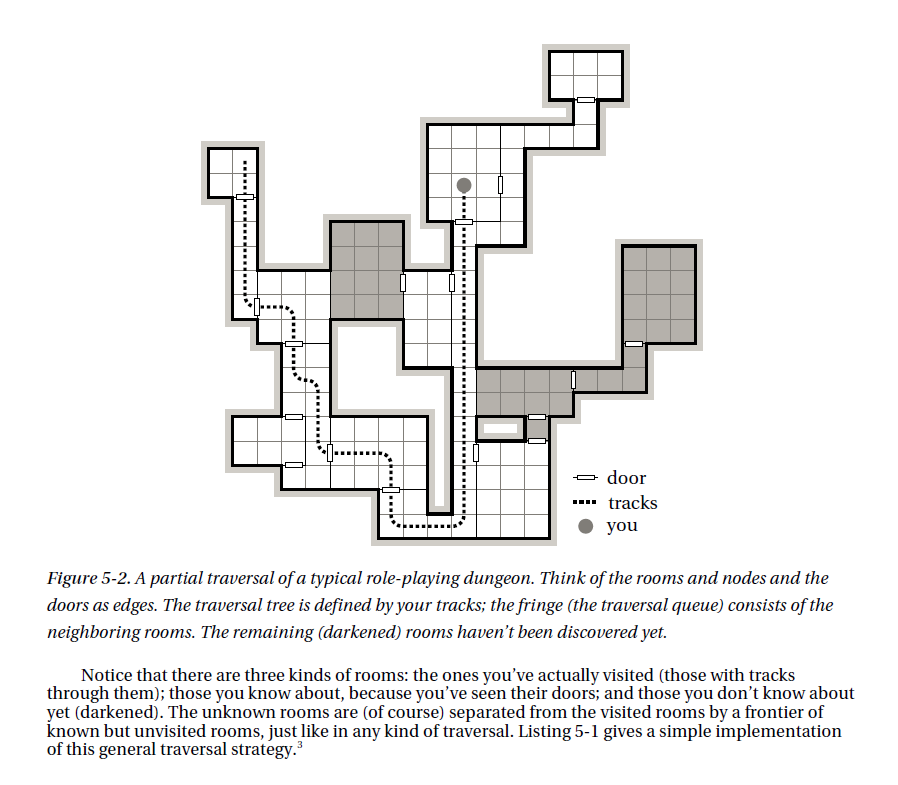 door
tracks
you
Figure 5-2. A partial traversal of a typical role-playing dungeon. Think of the rooms and nodes and the
doors as edges. The traversal tree is defined by your tracks; the fringe (the traversal queue) consists of the
neighboring rooms. The remaining (darkened) rooms haven't been discovered yet.
Notice that there are three kinds of rooms: the ones you've actually visited (those with tracks
through them); those you know about, because you've seen their doors; and those you don't know about
yet (darkened). The unknown rooms are (of course) separated from the visited rooms by a frontier of
known but unvisited rooms, just like in any kind of traversal. Listing 5-1 gives a simple implementation
of this general traversal strategy.³